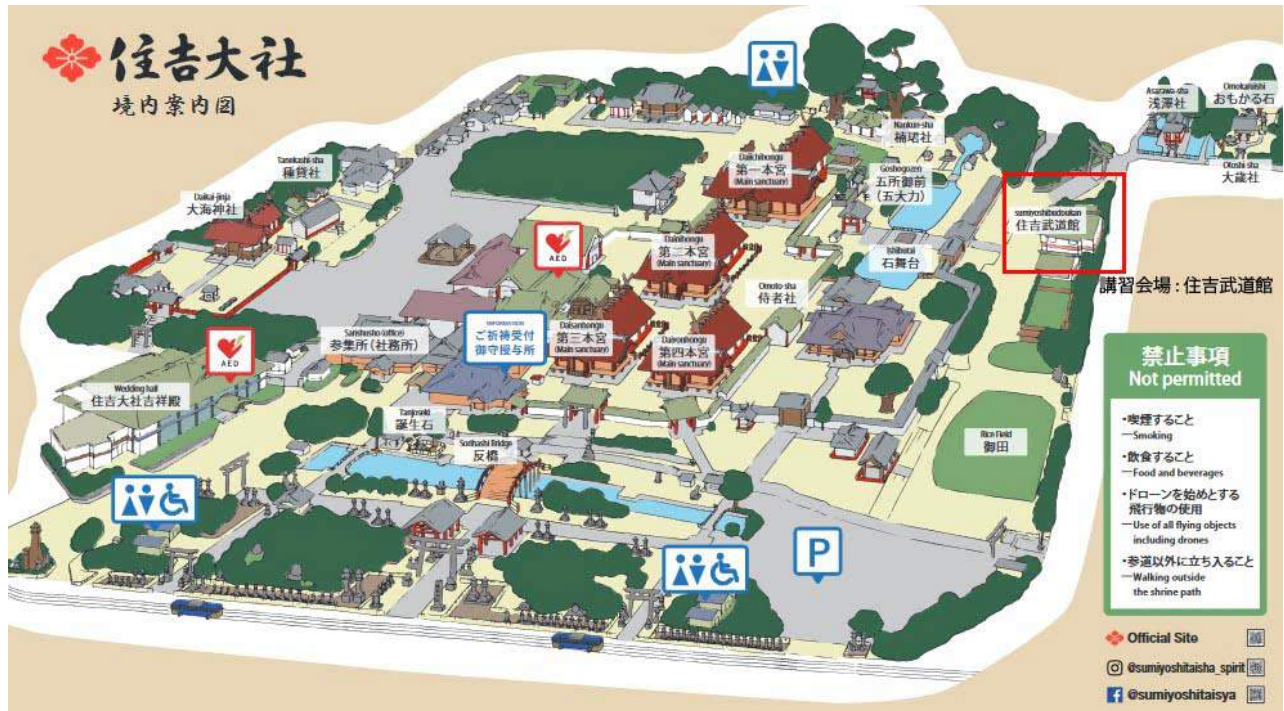 住吉大社
境内案内図
Tanekashi-sha
種貸社
Daikai-jinja
大海神社
Nankun-sha
楠珺社
Asazawa-sha
浅澤社
Omokaruishi
おもかる石
Otoshi-sha
大歳社
Daiichihongu
第一本宮
(Main sanctuary)
Goshogozen
五所御前
(五大力)
sumiyoshibudoukan
住吉武道館
講習会場：住吉武道館
AED
Dainihongu
第二本宮
(Main sanctuary)
Ishibutai
石舞台
Omoto-sha
侍者社
AED
Sanshusho (office)
参集所（社務所）
INFORMATION
ご祈祷受付
御守授与所
Daisanhongu
第三本宮
(Main sanctuary)
Daiyonhongu
第四本宮
(Main sanctuary)
Wedding hall
住吉大社吉祥殿
Tanjoseki
誕生石
Sorihashi Bridge
反橋
Rice Field
御田
P
禁止事項
Not permitted
・喫煙すること
—Smoking
・飲食すること
—Food and beverages
・ドローンを始めとする
飛行物の使用
—Use of all flying objects
including drones
・参道以外に立ち入ること
—Walking outside
the shrine path
Official Site
@sumiyoshitaisha_spirit
@sumiyoshitaisya